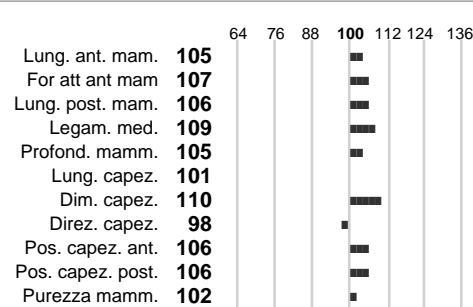 64 76 88 100 112 124 136
Lung. ant. mam. 105
For att ant mam 107
Lung. post. mam. 106
Legam. med. 109
Profond. mamm. 105
Lung. capez. 101
Dim. capez. 110
Direz. capez. 98
Pos. capez. ant. 106
Pos. capez. post. 106
Purezza mamm. 102